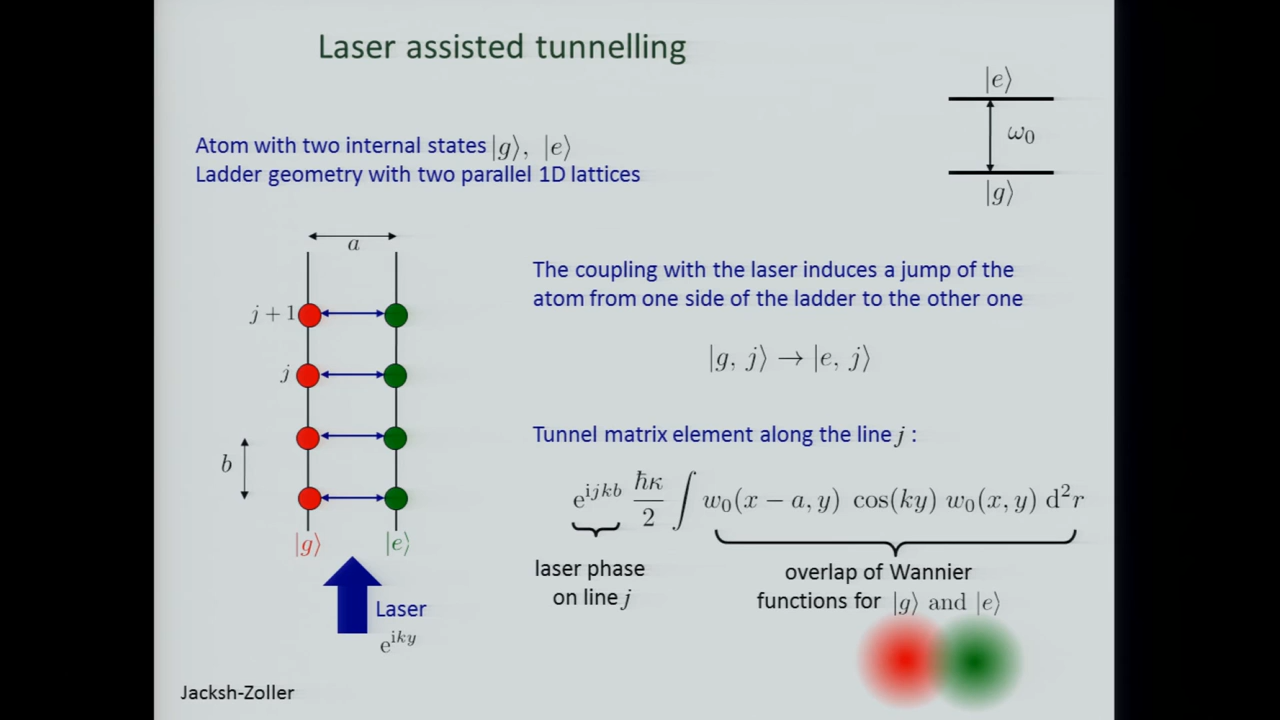 Laser assisted tunnelling
|e⟩
ω₀
|g⟩
Atom with two internal states |g⟩, |e⟩
Ladder geometry with two parallel 1D lattices
a
j + 1
j
b
|g⟩
|e⟩
Laser
e^{iky}
The coupling with the laser induces a jump of the
atom from one side of the ladder to the other one
|g, j⟩ → |e, j⟩
Tunnel matrix element along the line j :
e^{ijkb} ħκ/2 ∫ w₀(x − a, y) cos(ky) w₀(x, y) d²r
laser phase
on line j
overlap of Wannier
functions for |g⟩ and |e⟩
Jacksh-Zoller